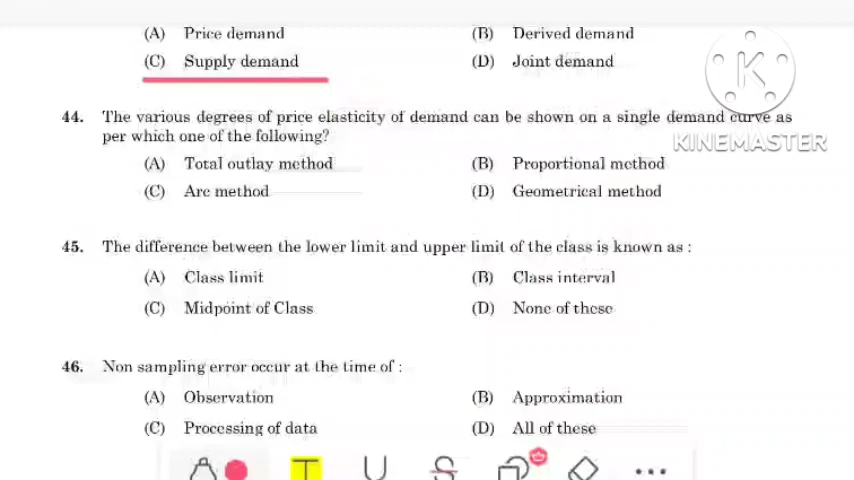 (A) Price demand (B) Derived demand
(C) Supply demand (D) Joint demand
44. The various degrees of price elasticity of demand can be shown on a single demand curve as
per which one of the following?
(A) Total outlay method (B) Proportional method
(C) Arc method (D) Geometrical method
45. The difference between the lower limit and upper limit of the class is known as :
(A) Class limit (B) Class interval
(C) Midpoint of Class (D) None of these
46. Non sampling error occur at the time of :
(A) Observation (B) Approximation
(C) Processing of data (D) All of these
K
KINEMASTER
T U S